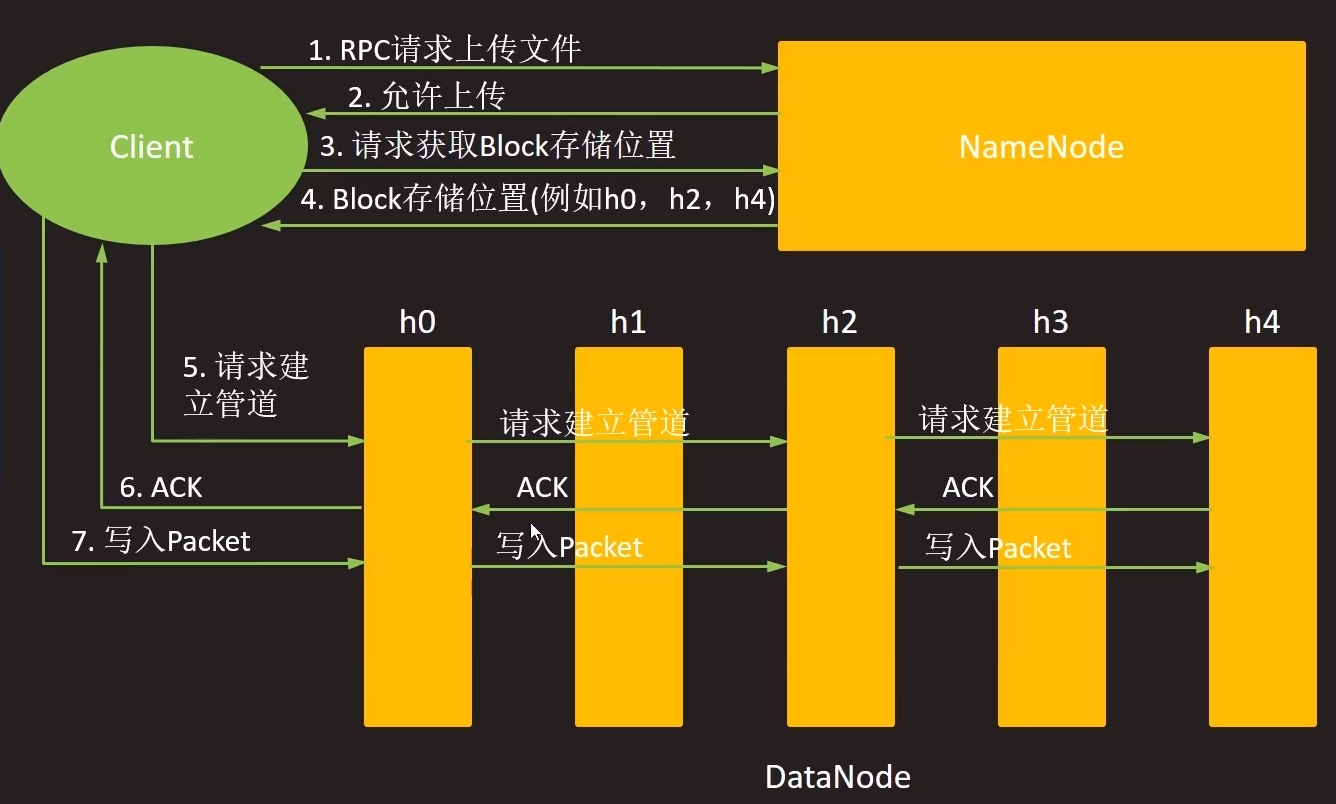 1. RPC请求上传文件
2. 允许上传
Client
3. 请求获取Block存储位置
NameNode
4. Block存储位置(例如h0，h2，h4)
h0
h1
h2
h3
h4
5. 请求建
立管道
请求建立管道
请求建立管道
6. ACK
ACK
ACK
7. 写入Packet
写入Packet
写入Packet
DataNode